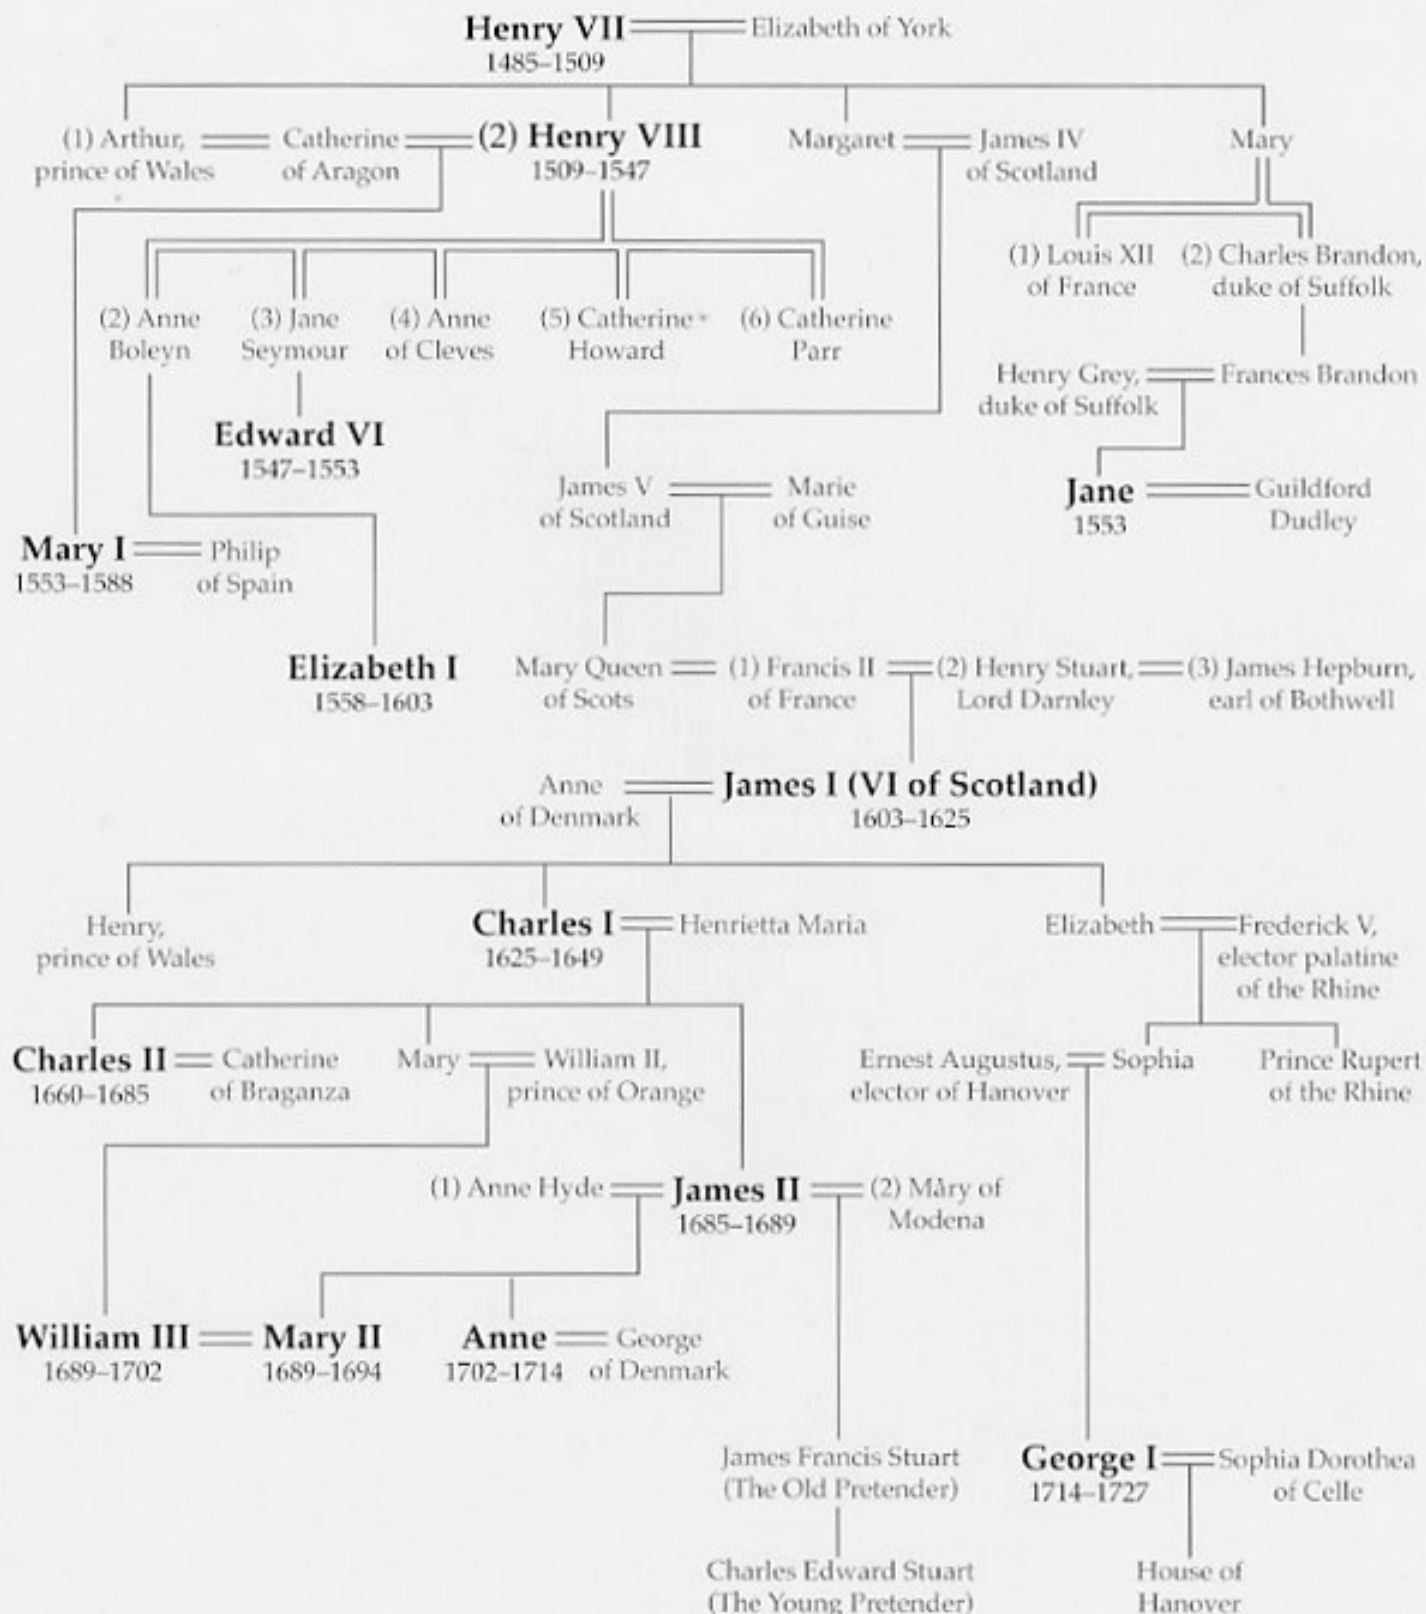 Henry VII Elizabeth of York
1485–1509
(1) Arthur, Catherine (2) Henry VIII Margaret James IV Mary
prince of Wales of Aragon 1509–1547 of Scotland
(1) Louis XII (2) Charles Brandon,
of France duke of Suffolk
(2) Anne (3) Jane (4) Anne (5) Catherine (6) Catherine
Boleyn Seymour of Cleves Howard Parr
Henry Grey, Frances Brandon
duke of Suffolk
Edward VI
1547–1553
James V Marie Jane Guildford
of Scotland of Guise 1553 Dudley
Mary I Philip
1553–1588 of Spain
Elizabeth I Mary Queen (1) Francis II (2) Henry Stuart, (3) James Hepburn,
1558–1603 of Scots of France Lord Darnley earl of Bothwell
Anne James I (VI of Scotland)
of Denmark 1603–1625
Henry, Charles I Henrietta Maria Elizabeth Frederick V,
prince of Wales 1625–1649 elector palatine
of the Rhine
Charles II Catherine Mary William II, Ernest Augustus, Sophia Prince Rupert
1660–1685 of Braganza prince of Orange elector of Hanover of the Rhine
(1) Anne Hyde James II (2) Mary of
1685–1689 Modena
William III Mary II Anne George
1689–1702 1689–1694 1702–1714 of Denmark
James Francis Stuart George I Sophia Dorothea
(The Old Pretender) 1714–1727 of Celle
Charles Edward Stuart House of
(The Young Pretender) Hanover